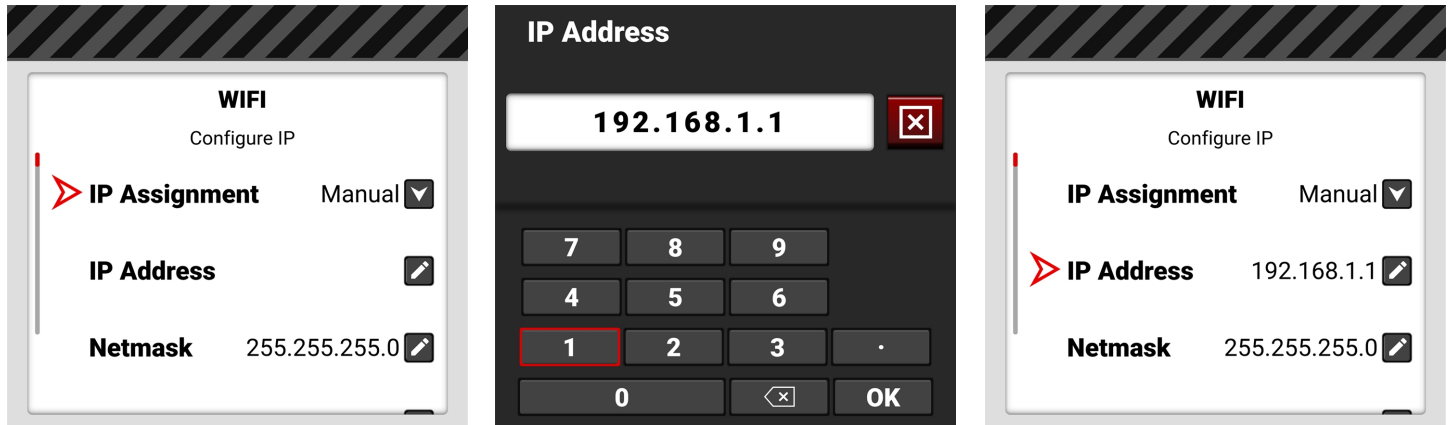 WIFI
Configure IP
IP Assignment Manual
IP Address
Netmask 255.255.255.0
IP Address
192.168.1.1
7 8 9
4 5 6
1 2 3 .
0 OK
WIFI
Configure IP
IP Assignment Manual
IP Address 192.168.1.1
Netmask 255.255.255.0